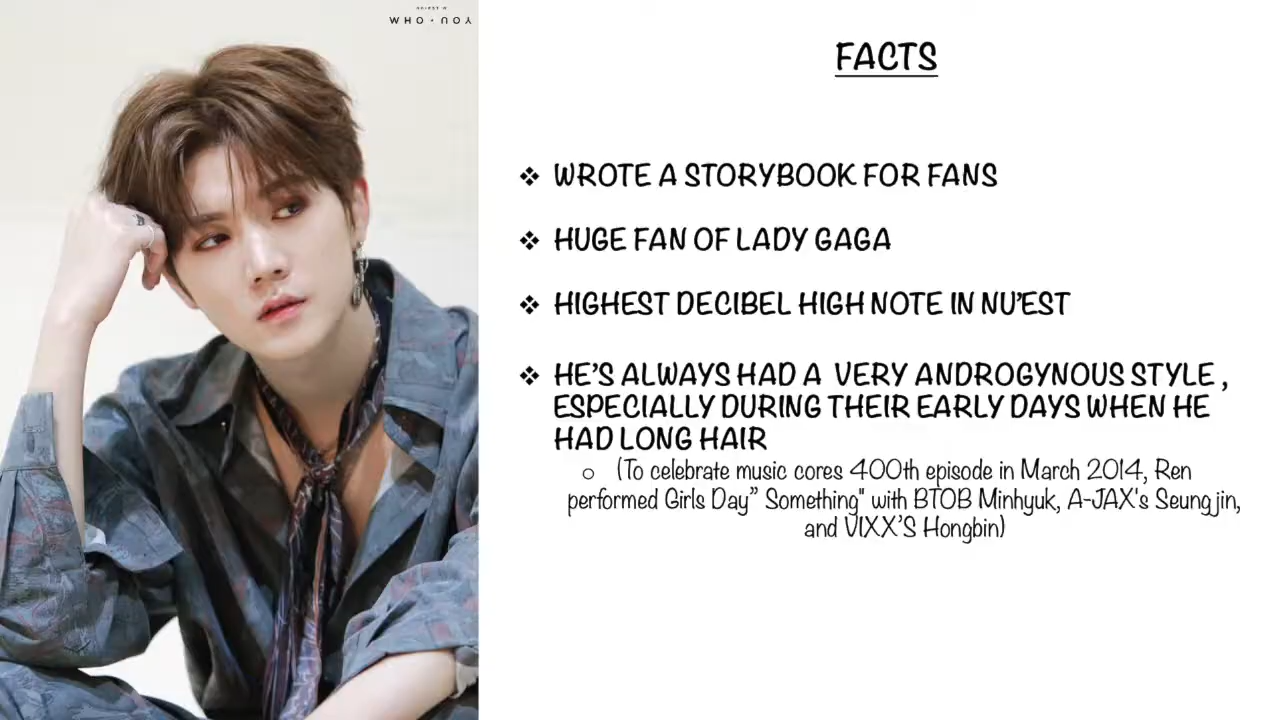 WHO · YOU
FACTS
❖ WROTE A STORYBOOK FOR FANS
❖ HUGE FAN OF LADY GAGA
❖ HIGHEST DECIBEL HIGH NOTE IN NU'EST
❖ HE'S ALWAYS HAD A VERY ANDROGYNOUS STYLE ,
ESPECIALLY DURING THEIR EARLY DAYS WHEN HE
HAD LONG HAIR
o (To celebrate music cores 400th episode in March 2014, Ren
performed Girls Day” Something" with BTOB Minhyuk, A-JAX's Seungjin,
and VIXX’S Hongbin)